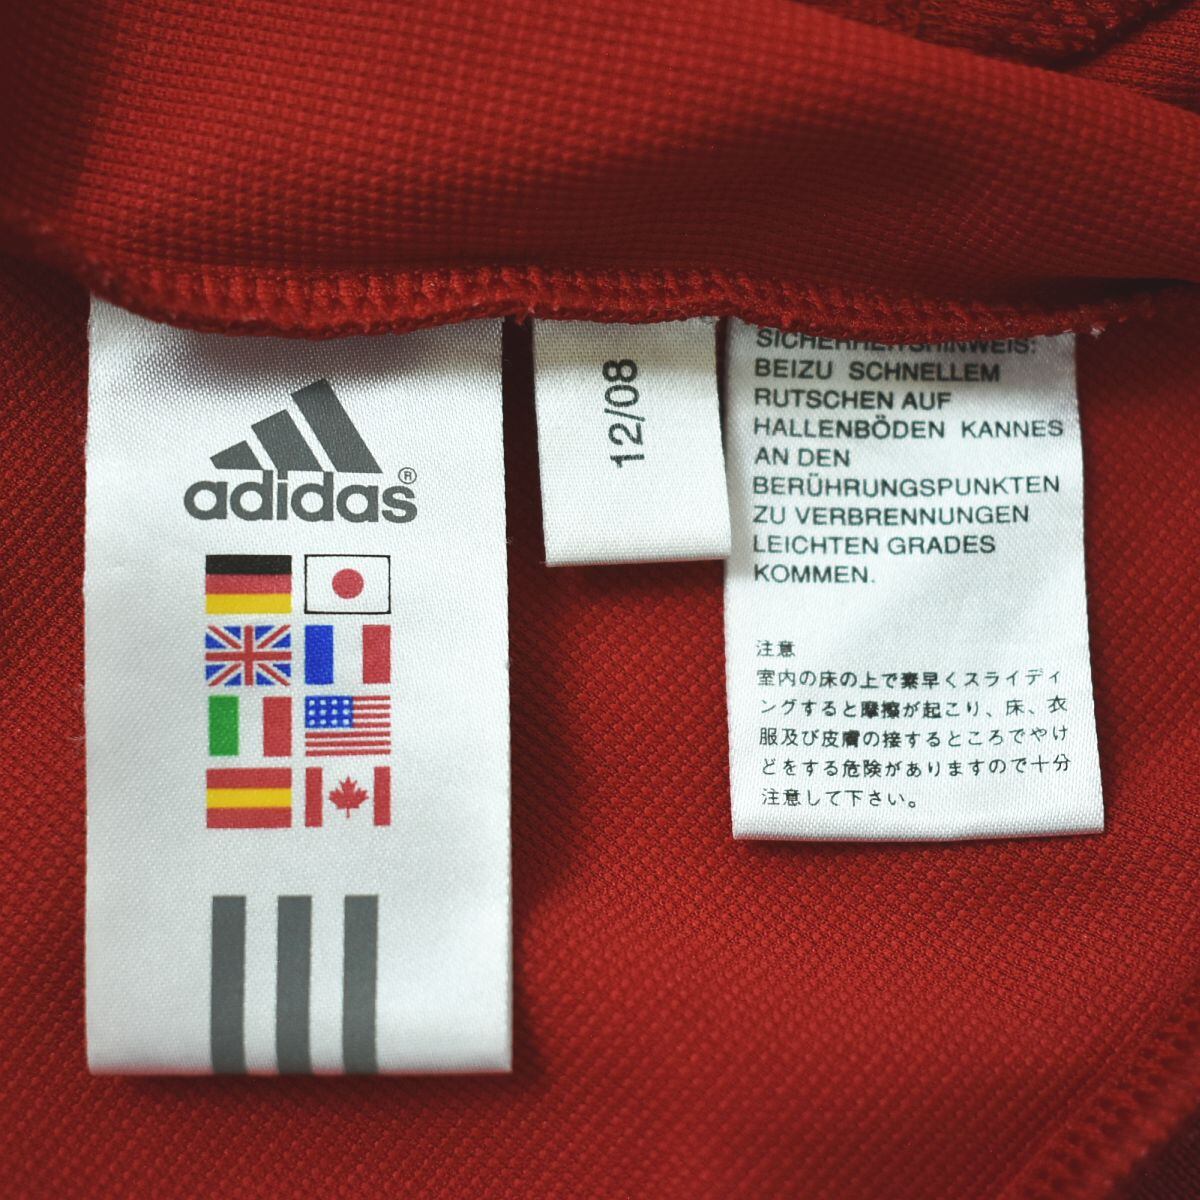 adidas®
12/08
SICHERHEITSHINWEIS:
BEIZU SCHNELLEM
RUTSCHEN AUF
HALLENBÖDEN KANNES
AN DEN
BERÜHRUNGSPUNKTEN
ZU VERBRENNUNGEN
LEICHTEN GRADES
KOMMEN.
注意
室内の床の上で素早くスライディ
ングすると摩擦が起こり、床、衣
服及び皮膚の接するところでやけ
どをする危険がありますので十分
注意して下さい。